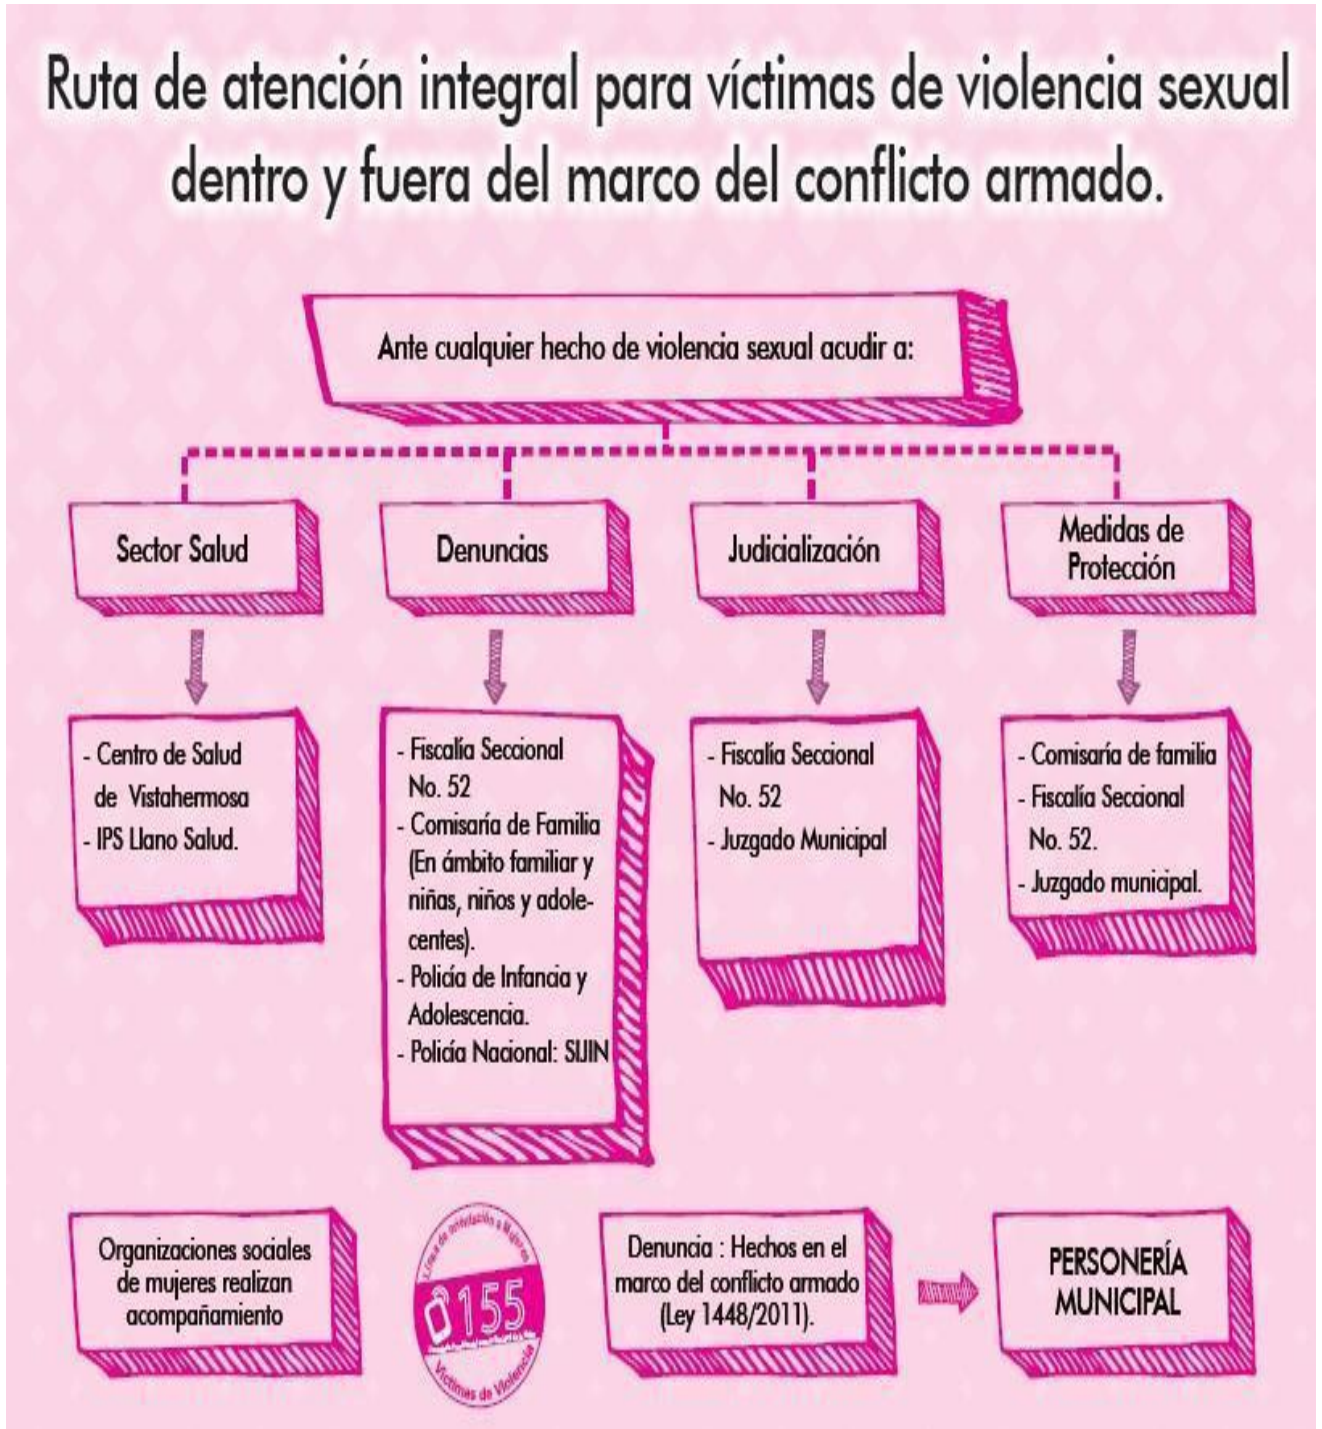 Ruta de atención integral para víctimas de violencia sexual
dentro y fuera del marco del conflicto armado.
Ante cualquier hecho de violencia sexual acudir a:
Sector Salud
Denuncias
Judicialización
Medidas de
Protección
- Centro de Salud
de Vistahermosa
- IPS Llano Salud.
- Fiscalía Seccional
No. 52
- Comisaría de Familia
(En ámbito familiar y
niñas, niños y adole-
centes).
- Policía de Infancia y
Adolescencia.
- Policía Nacional: SIJIN
- Fiscalía Seccional
No. 52
- Juzgado Municipal
- Comisaría de familia
- Fiscalía Seccional
No. 52.
- Juzgado municipal.
Organizaciones sociales
de mujeres realizan
acompañamiento
Línea de orientación a Mujeres
155
Víctimas de Violencia
Denuncia : Hechos en el
marco del conflicto armado
(Ley 1448/2011).
PERSONERÍA
MUNICIPAL